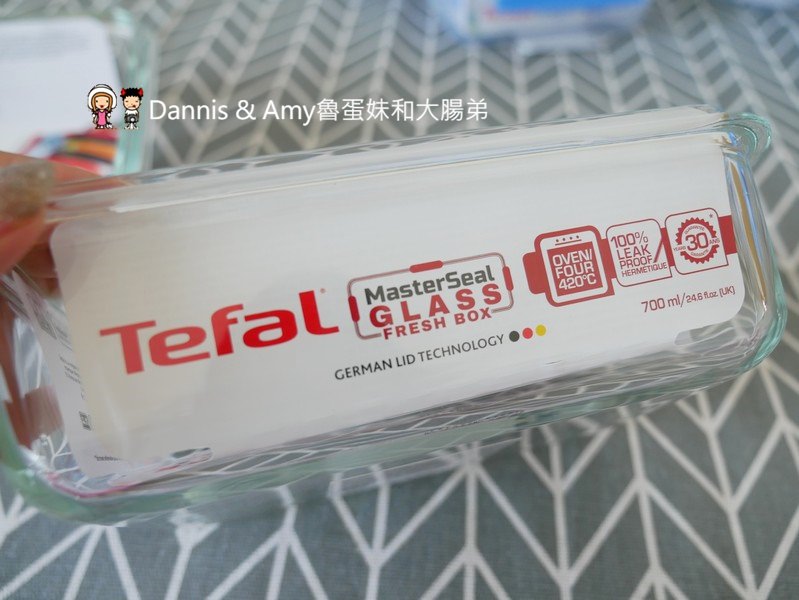 Dannis & Amy魯蛋妹和大腸弟
Tefal®
MasterSeal
GLASS
FRESH BOX
GERMAN LID TECHNOLOGY
OVEN/
FOUR
420°C
100%
LEAK
PROOF/
HERMETIQUE
30
700 ml/24.6 fl.oz. [UK]